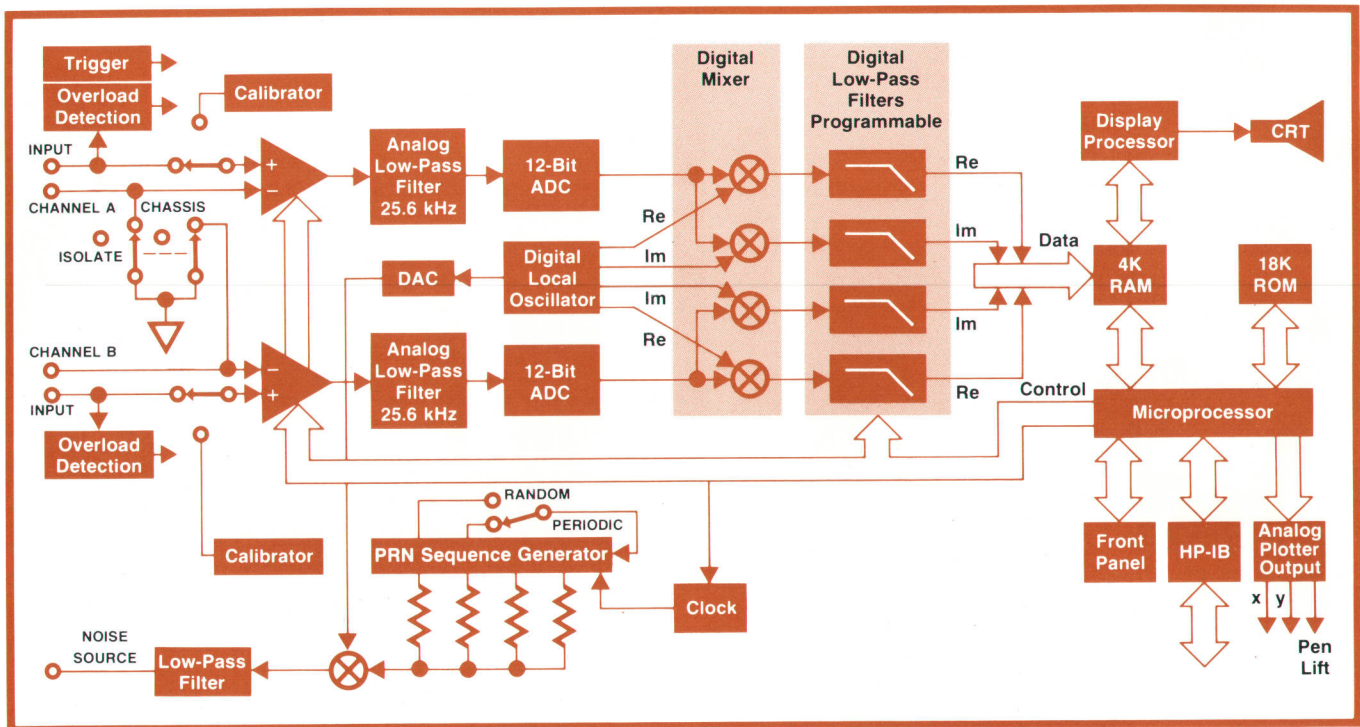 Trigger
Overload
Detection
Calibrator
INPUT
+
−
CHANNEL A
CHASSIS
ISOLATE
Analog
Low-Pass
Filter
25.6 kHz
12-Bit
ADC
Digital
Mixer
Digital
Low-Pass
Filters
Programmable
Re
Im
Im
Re
DAC
Digital
Local
Oscillator
Re
Im
Im
Re
Data
Display
Processor
CRT
4K
RAM
18K
ROM
CHANNEL B
INPUT
−
+
Analog
Low-Pass
Filter
25.6 kHz
12-Bit
ADC
Overload
Detection
Calibrator
Control
Microprocessor
RANDOM
PERIODIC
PRN Sequence Generator
Clock
Front
Panel
HP-IB
Analog
Plotter
Output
x
y
Pen
Lift
NOISE
SOURCE
Low-Pass
Filter